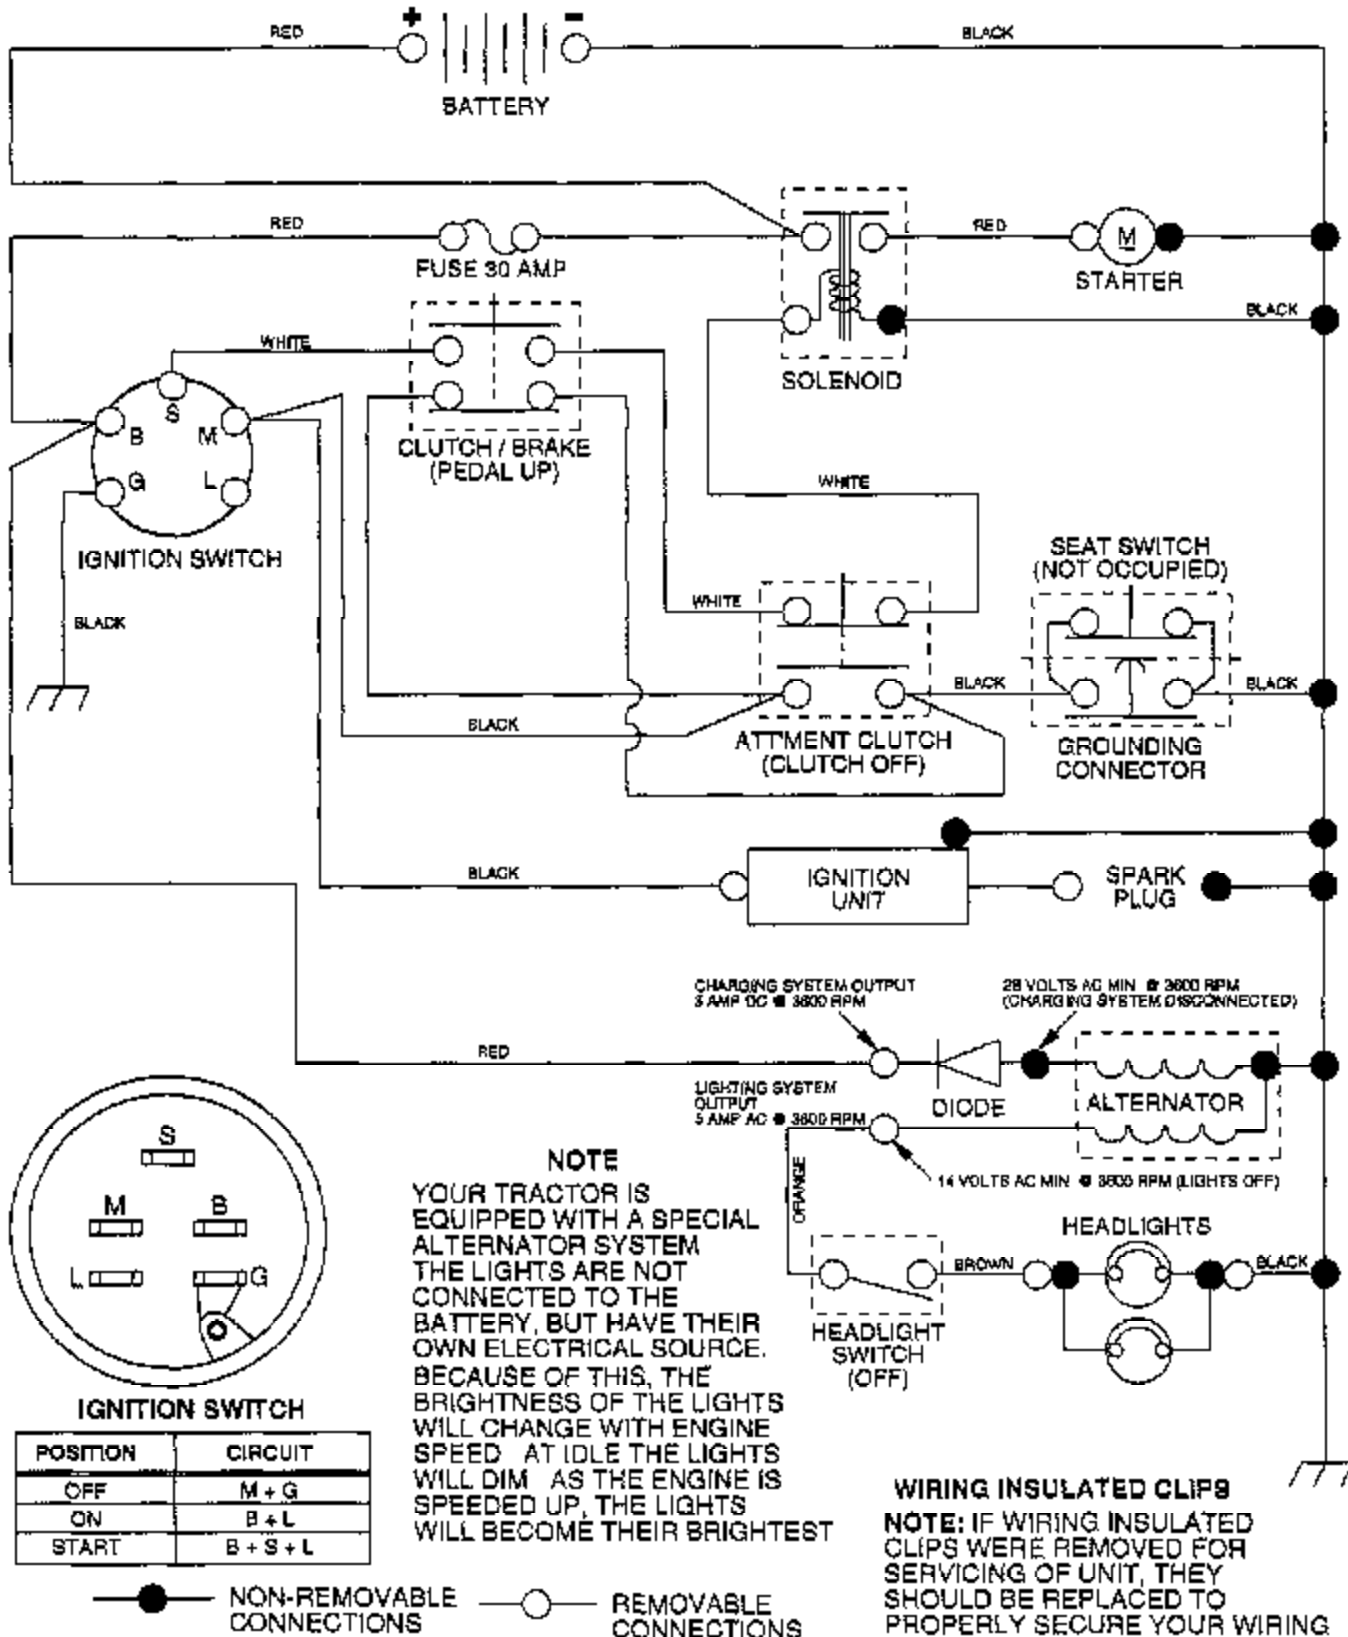 + -
RED
BLACK
BATTERY
RED
FUSE 30 AMP
RED
M
STARTER
BLACK
SOLENOID
WHITE
CLUTCH / BRAKE
(PEDAL UP)
S
B
M
G
L
IGNITION SWITCH
BLACK
WHITE
WHITE
SEAT SWITCH
(NOT OCCUPIED)
BLACK
BLACK
BLACK
ATTMENT CLUTCH
(CLUTCH OFF)
GROUNDING
CONNECTOR
BLACK
IGNITION
UNIT
SPARK
PLUG
CHARGING SYSTEM OUTPUT
3 AMP DC @ 3600 RPM
28 VOLTS AC MIN @ 3600 RPM
(CHARGING SYSTEM DISCONNECTED)
RED
DIODE
ALTERNATOR
LIGHTING SYSTEM
OUTPUT
5 AMP AC @ 3600 RPM
14 VOLTS AC MIN @ 3600 RPM (LIGHTS OFF)
ORANGE
HEADLIGHTS
BROWN
BLACK
HEADLIGHT
SWITCH
(OFF)
S
M
B
L
G
IGNITION SWITCH
POSITION CIRCUIT
OFF M + G
ON B + L
START B + S + L
NOTE
YOUR TRACTOR IS
EQUIPPED WITH A SPECIAL
ALTERNATOR SYSTEM
THE LIGHTS ARE NOT
CONNECTED TO THE
BATTERY, BUT HAVE THEIR
OWN ELECTRICAL SOURCE.
BECAUSE OF THIS, THE
BRIGHTNESS OF THE LIGHTS
WILL CHANGE WITH ENGINE
SPEED AT IDLE THE LIGHTS
WILL DIM AS THE ENGINE IS
SPEEDED UP, THE LIGHTS
WILL BECOME THEIR BRIGHTEST
WIRING INSULATED CLIPS
NOTE: IF WIRING INSULATED
CLIPS WERE REMOVED FOR
SERVICING OF UNIT, THEY
SHOULD BE REPLACED TO
PROPERLY SECURE YOUR WIRING
NON-REMOVABLE
CONNECTIONS
REMOVABLE
CONNECTIONS